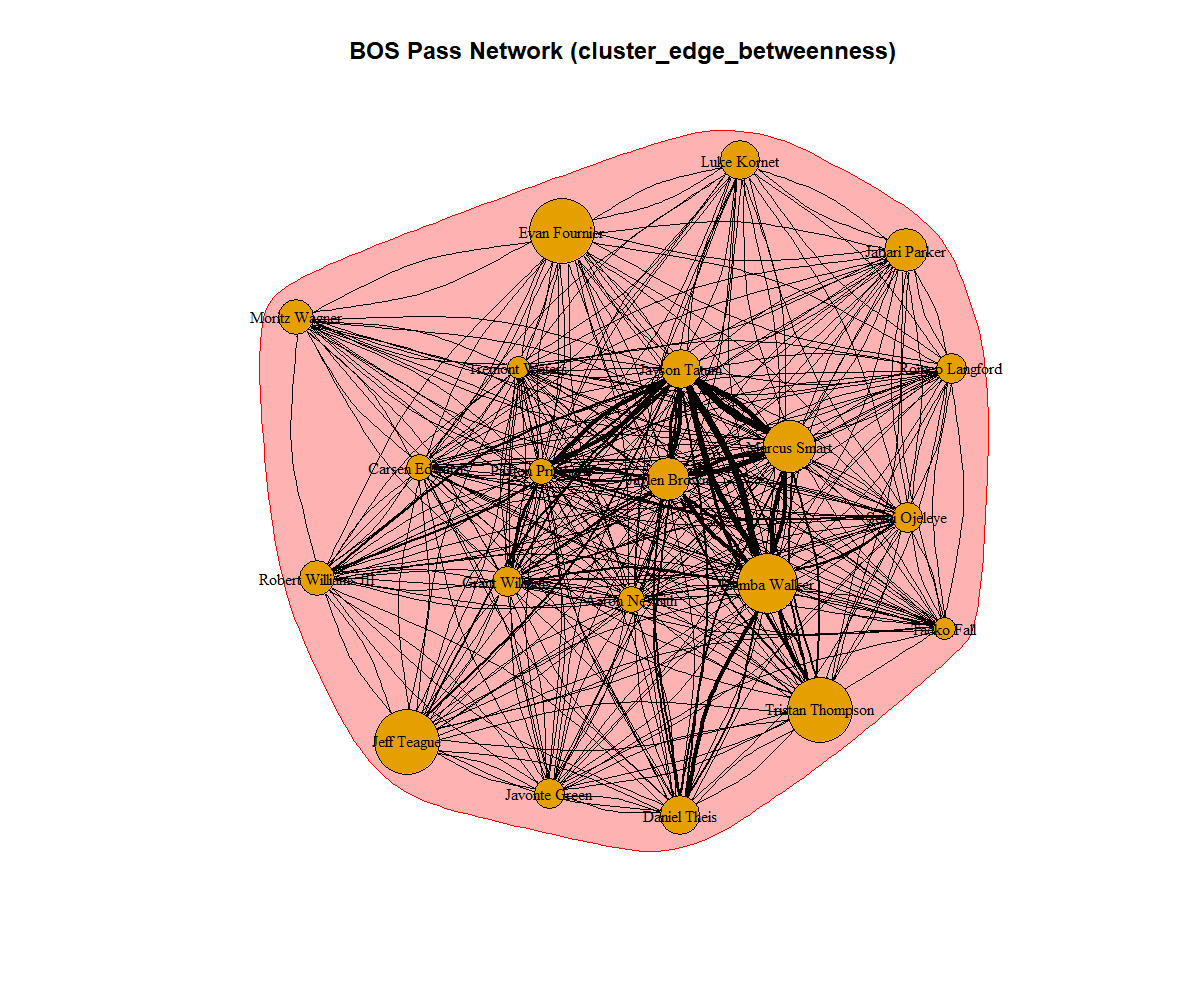 BOS Pass Network (cluster_edge_betweenness)
Luke Kornet
Evan Fournier
Jabari Parker
Moritz Wagner
Tremont Waters
Jayson Tatum
Romeo Langford
Marcus Smart
Carsen Edwards
Payton Pritchard
Jaylen Brown
Semi Ojeleye
Robert Williams III
Grant Williams
Kemba Walker
Aaron Nesmith
Tacko Fall
Tristan Thompson
Jeff Teague
Javonte Green
Daniel Theis